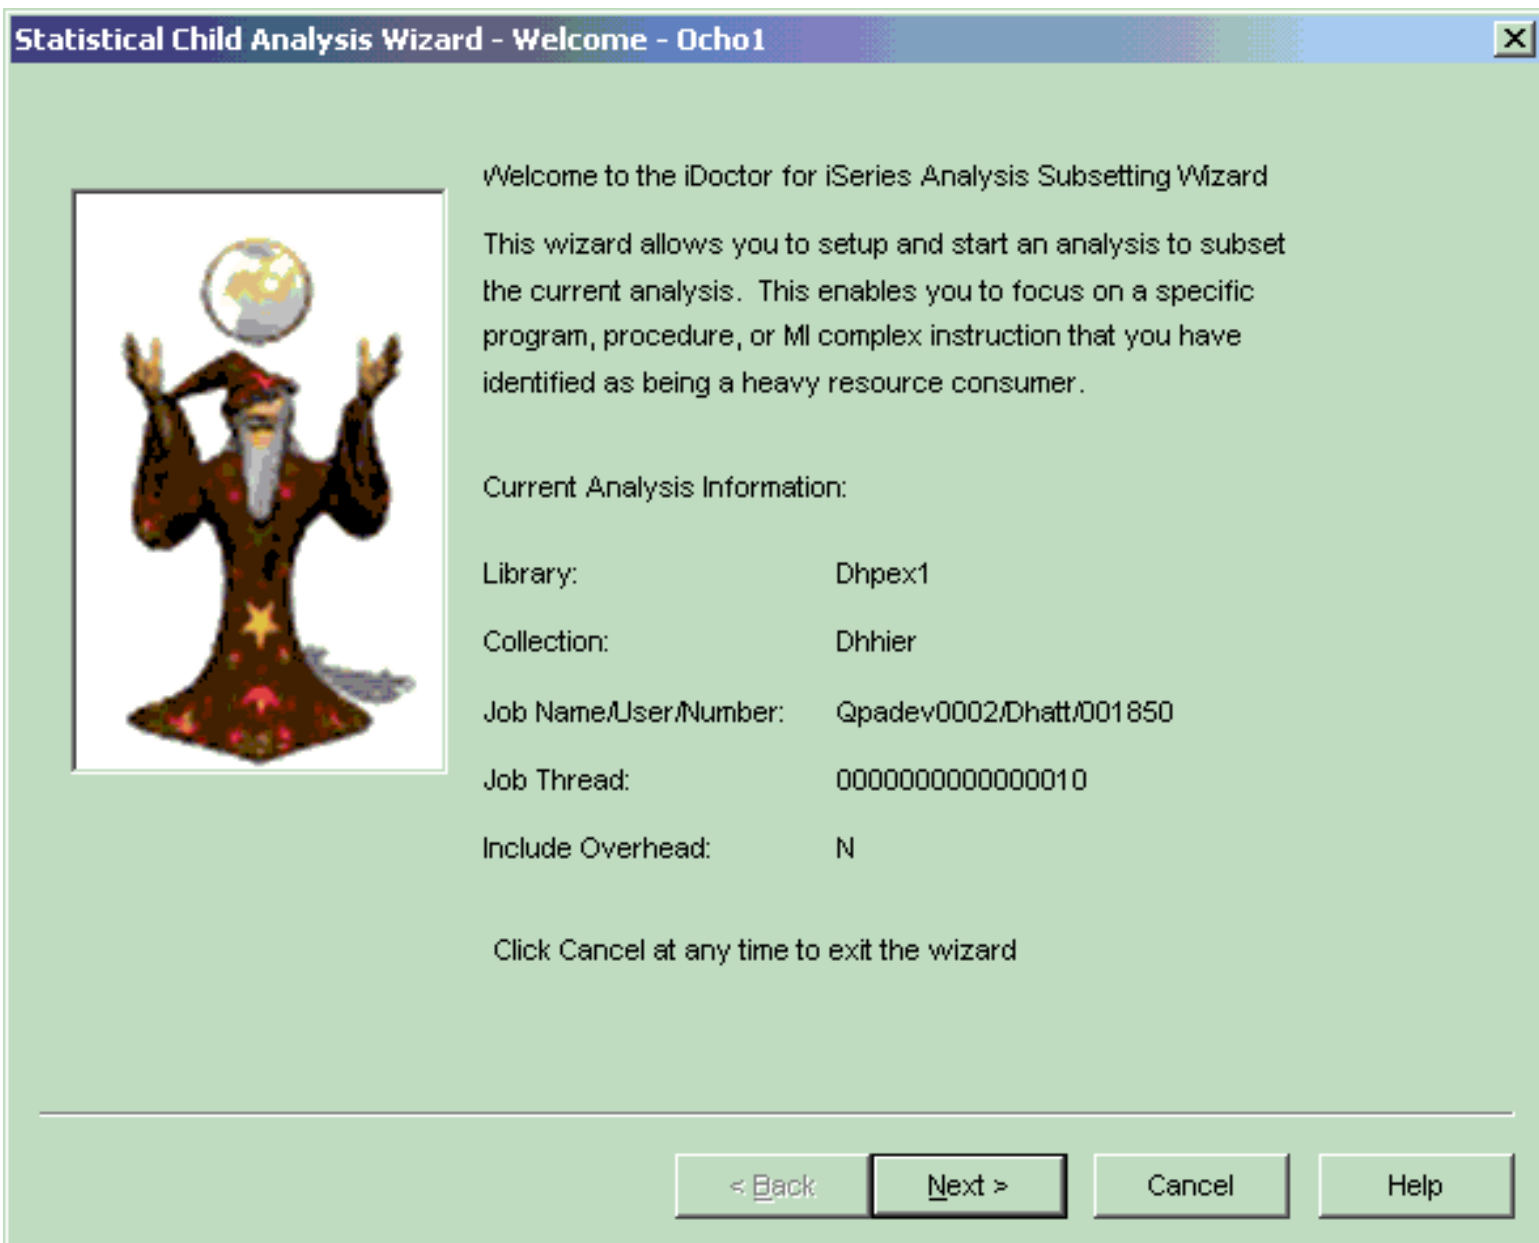 Statistical Child Analysis Wizard - Welcome - Ocho1
Welcome to the iDoctor for iSeries Analysis Subsetting Wizard
This wizard allows you to setup and start an analysis to subset
the current analysis.  This enables you to focus on a specific
program, procedure, or MI complex instruction that you have
identified as being a heavy resource consumer.
Current Analysis Information:
Library: Dhpex1
Collection: Dhhier
Job Name/User/Number: Qpadev0002/Dhatt/001850
Job Thread: 0000000000000010
Include Overhead: N
Click Cancel at any time to exit the wizard
< Back Next > Cancel Help